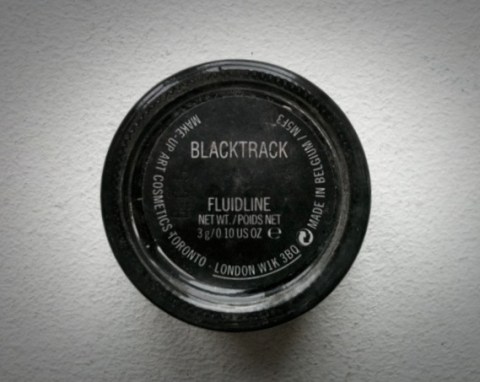 BLACKTRACK
FLUIDLINE
NET WT./POIDS NET
3 g/0.10 US OZ ℮
MAKE-UP ART COSMETICS TORONTO - LONDON W1K 3BQ
MADE IN BELGIUM / M5F3